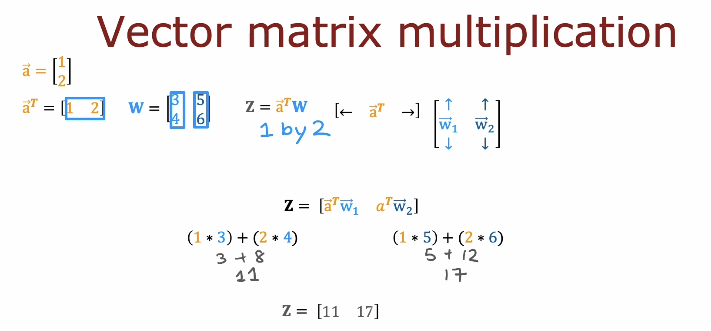 Vector matrix multiplication
a⃗ = [1
2]
a⃗ᵀ = [1 2] W = [3 5
4 6] Z = a⃗ᵀW [← a⃗ᵀ →] [↑ ↑
w⃗₁ w⃗₂
↓ ↓]
1 by 2
Z = [a⃗ᵀw⃗₁ aᵀw⃗₂]
(1 * 3) + (2 * 4) (1 * 5) + (2 * 6)
3 + 8 5 + 12
11 17
Z = [11 17]